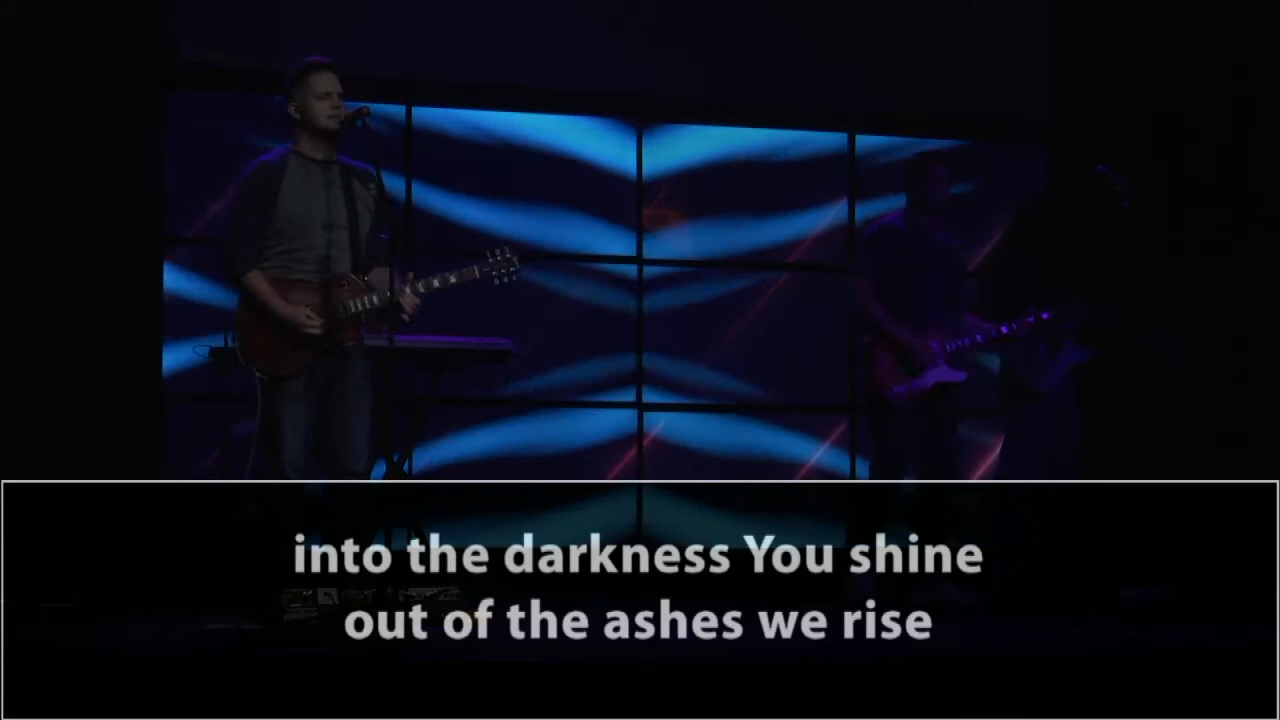 into the darkness You shine
out of the ashes we rise